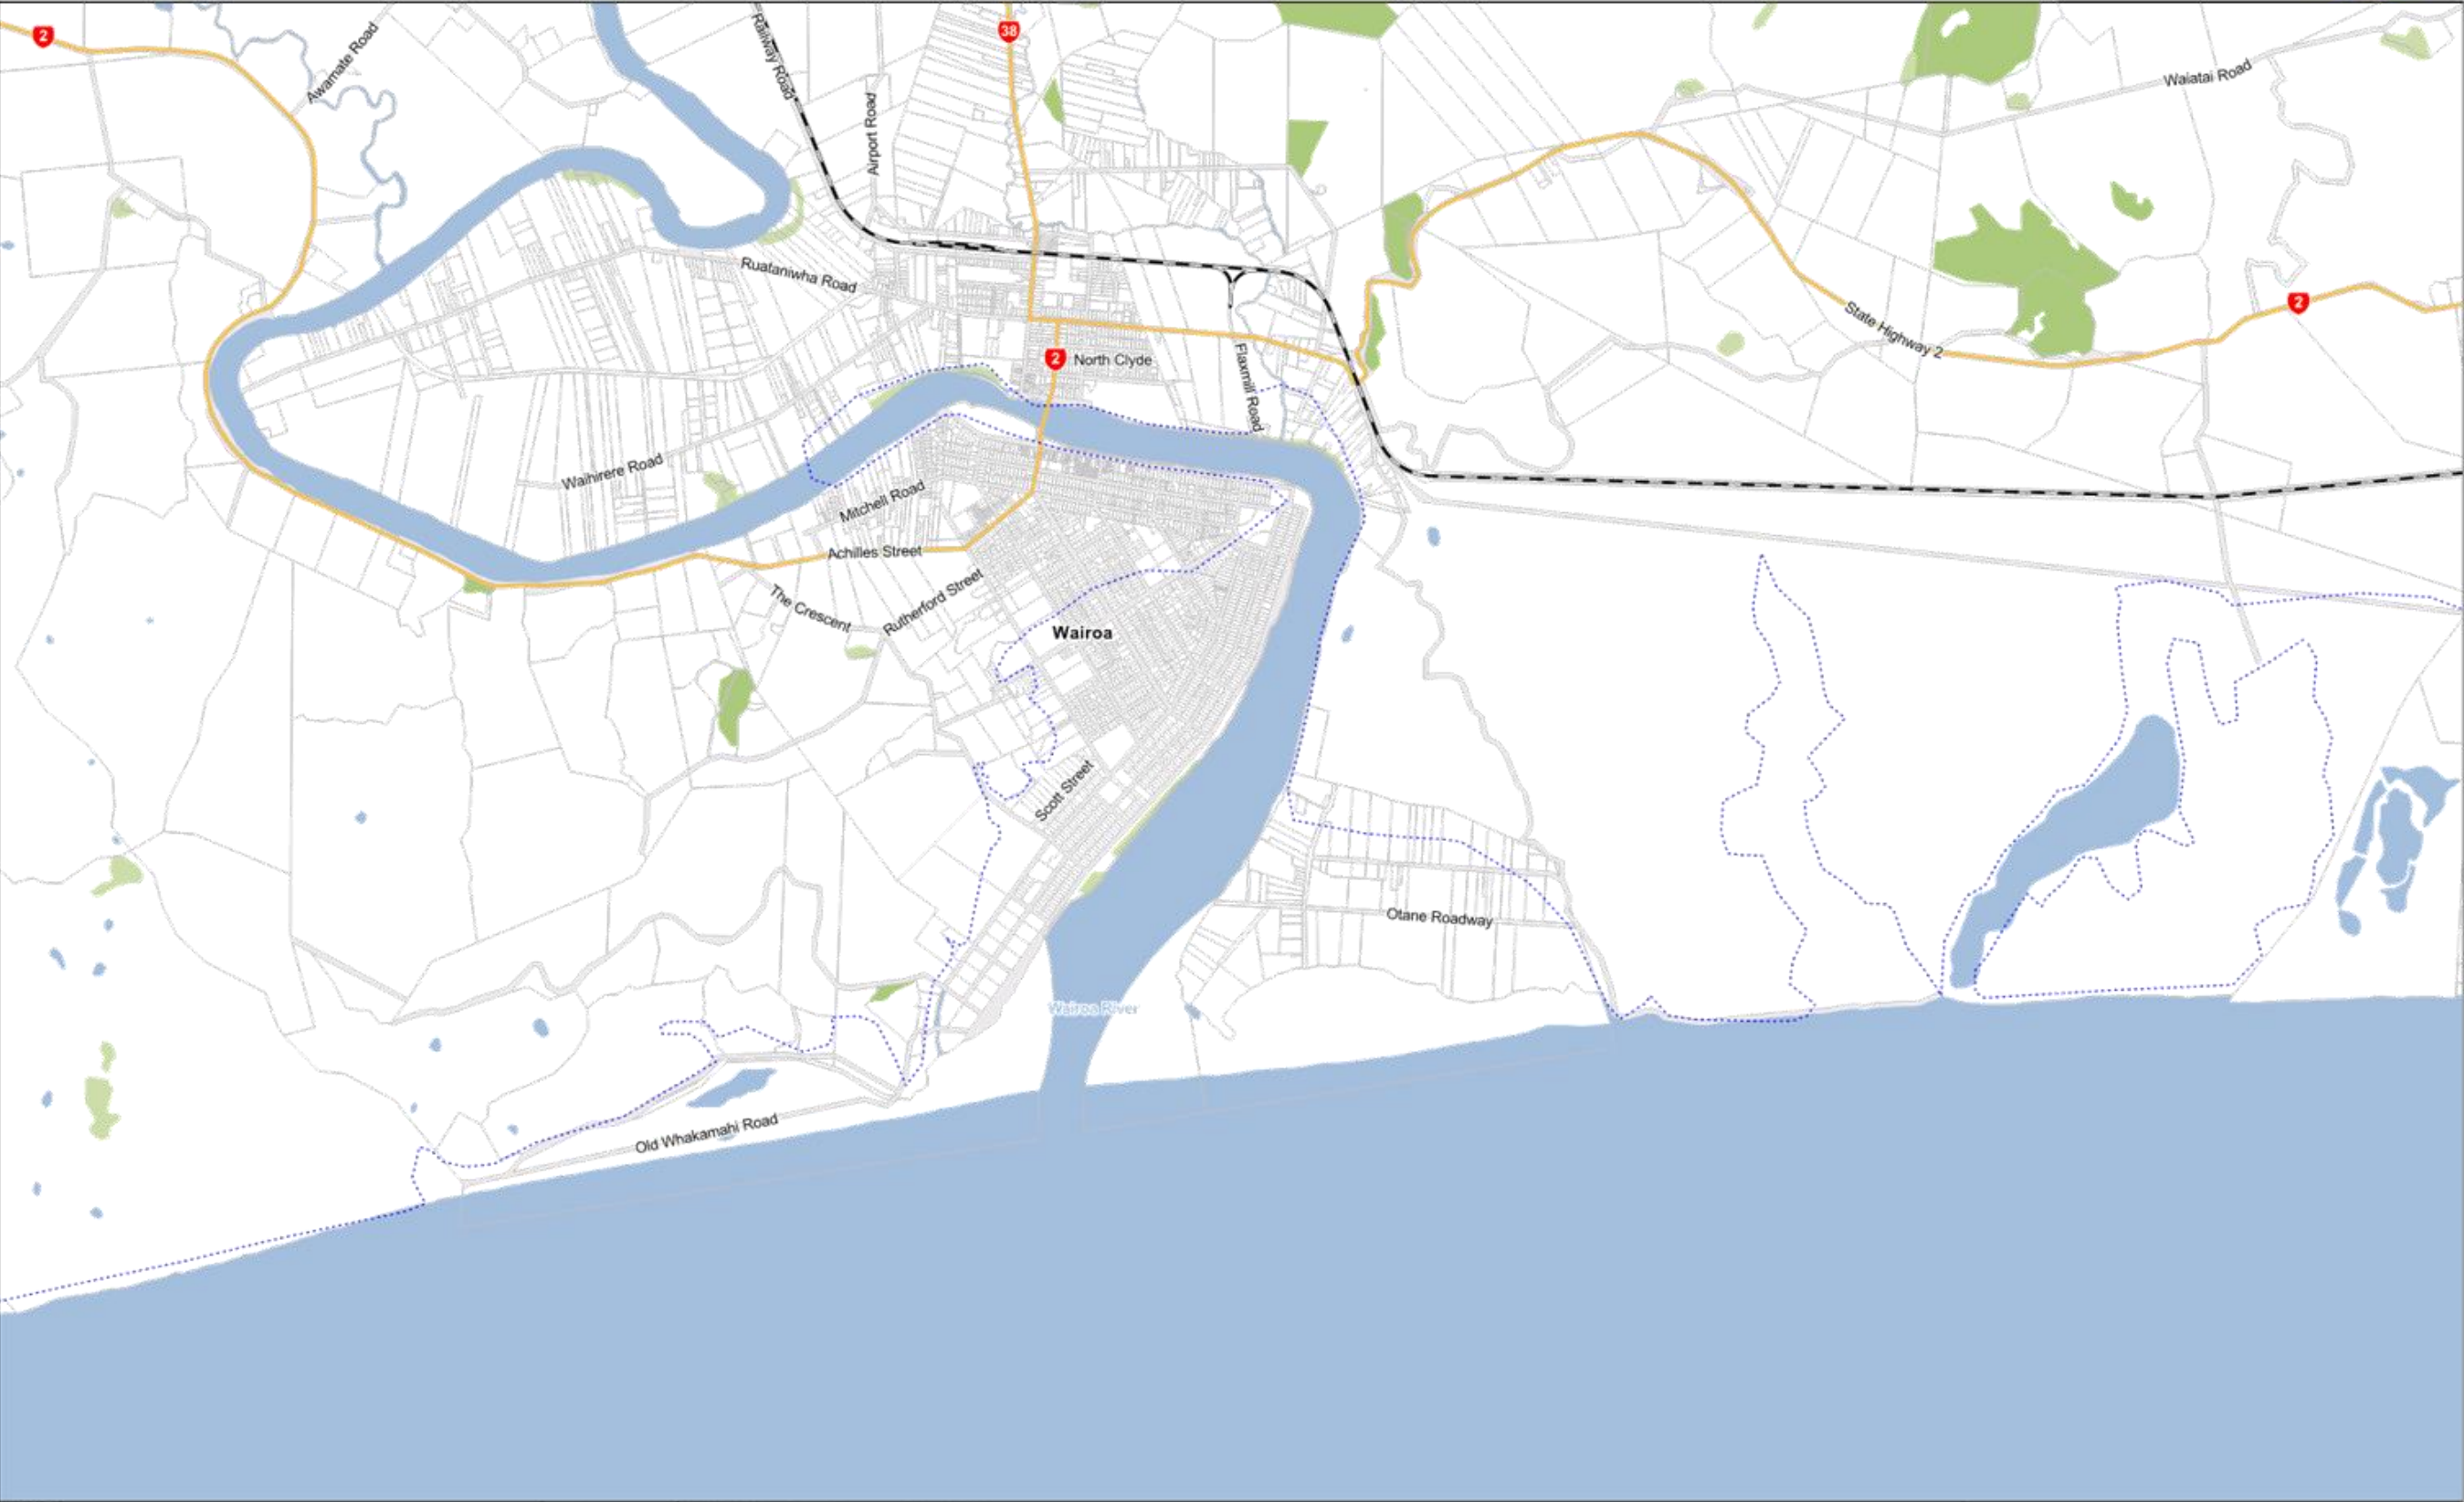 38
2
Awamate Road
Railway Road
Airport Road
Waiatai Road
Ruataniwha Road
2
State Highway 2
2
North Clyde
Flaxmill Road
Waihirere Road
Mitchell Road
Achilles Street
The Crescent
Rutherford Street
Wairoa
Scott Street
Otane Roadway
Wairoa River
Old Whakamahi Road